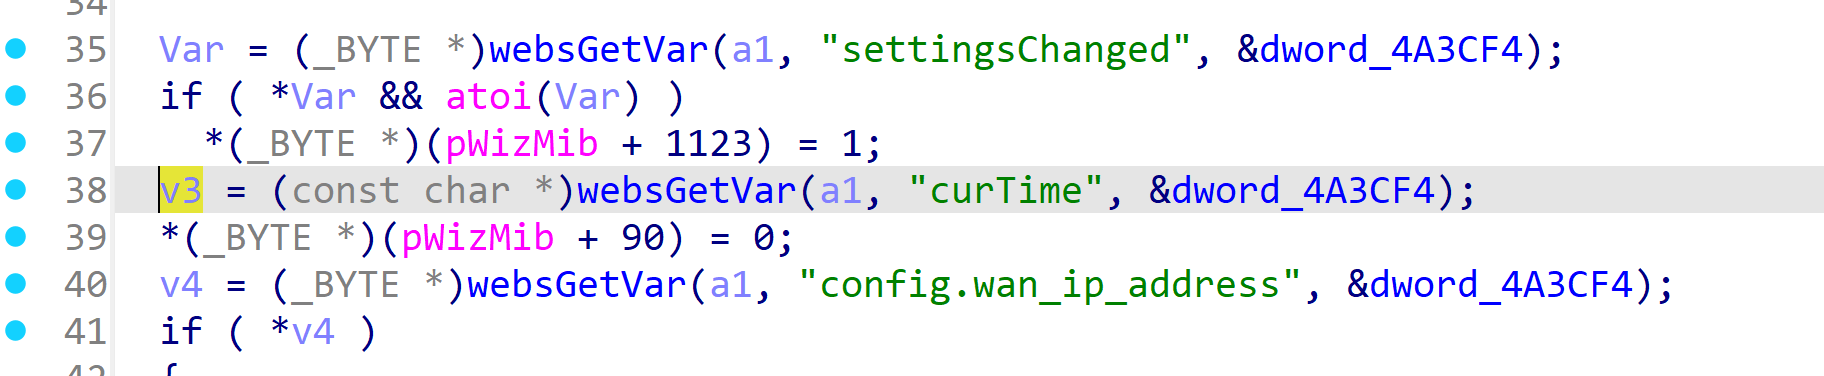 34
35 Var = (_BYTE *)websGetVar(a1, "settingsChanged", &dword_4A3CF4);
36 if ( *Var && atoi(Var) )
37 *(_BYTE *)(pWizMib + 1123) = 1;
38 v3 = (const char *)websGetVar(a1, "curTime", &dword_4A3CF4);
39 *(_BYTE *)(pWizMib + 90) = 0;
40 v4 = (_BYTE *)websGetVar(a1, "config.wan_ip_address", &dword_4A3CF4);
41 if ( *v4 )
42 {